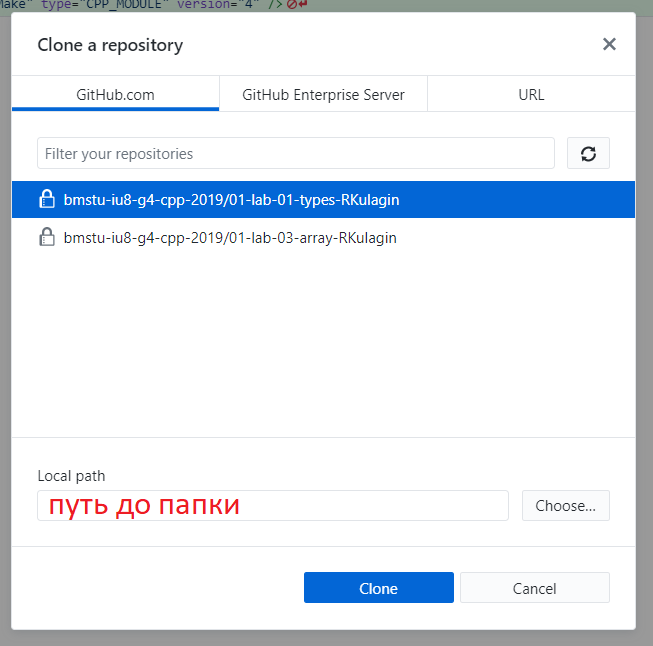 Make" type="CPP_MODULE" version="4" />
Clone a repository
GitHub.com
GitHub Enterprise Server
URL
Filter your repositories
bmstu-iu8-g4-cpp-2019/01-lab-01-types-RKulagin
bmstu-iu8-g4-cpp-2019/01-lab-03-array-RKulagin
Local path
путь до папки
Choose...
Clone
Cancel